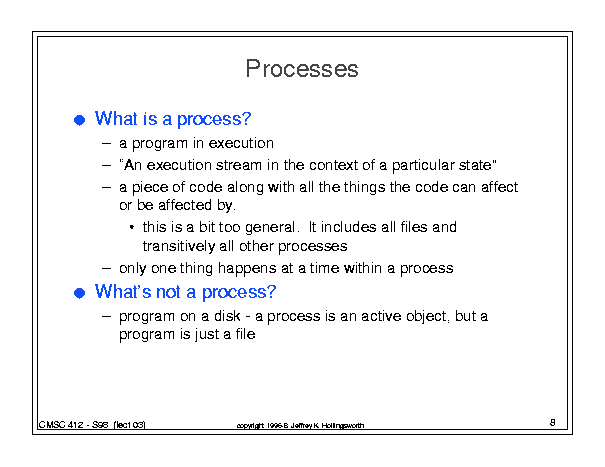 Processes
● What is a process?
– a program in execution
– "An execution stream in the context of a particular state"
– a piece of code along with all the things the code can affect
or be affected by.
• this is a bit too general. It includes all files and
transitively all other processes
– only one thing happens at a time within a process
● What's not a process?
– program on a disk - a process is an active object, but a
program is just a file
CMSC 412 - S98 (lect 03)
copyright 1996-8 Jeffrey K. Hollingsworth
8